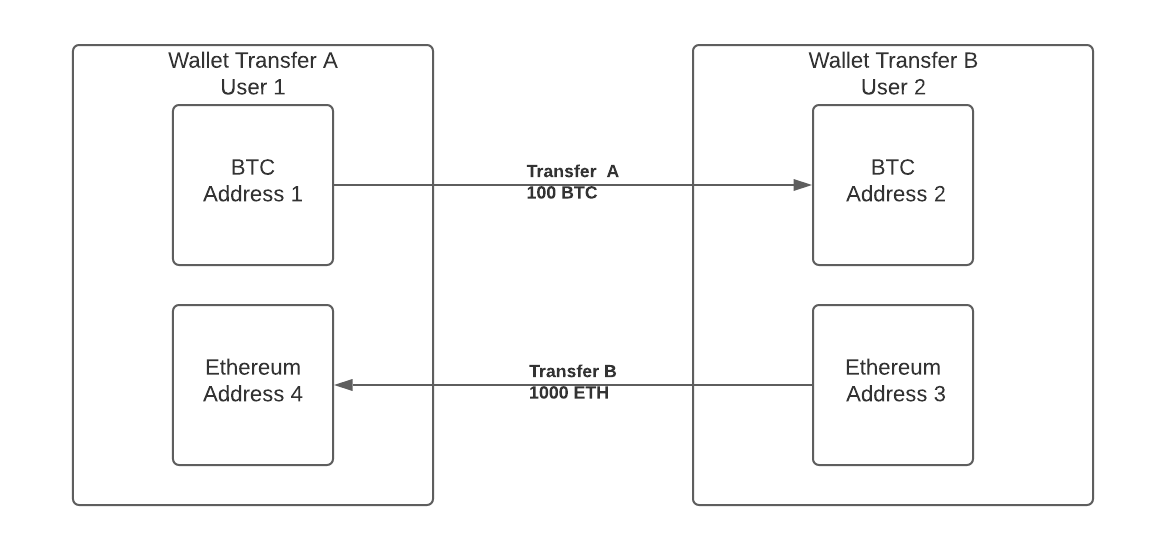 Wallet Transfer A
User 1
BTC
Address 1
Transfer A
100 BTC
Wallet Transfer B
User 2
BTC
Address 2
Ethereum
Address 4
Transfer B
1000 ETH
Ethereum
Address 3